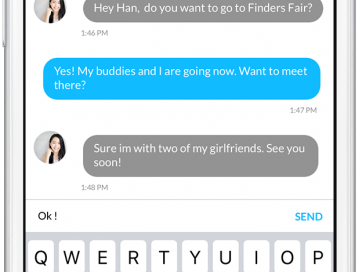 Hey Han, do you want to go to Finders Fair?
1:46 PM
Yes! My buddies and I are going now. Want to meet
there?
1:47 PM
Sure im with two of my girlfriends. See you
soon!
1:48 PM
Ok! SEND
Q W E R T Y U I O P